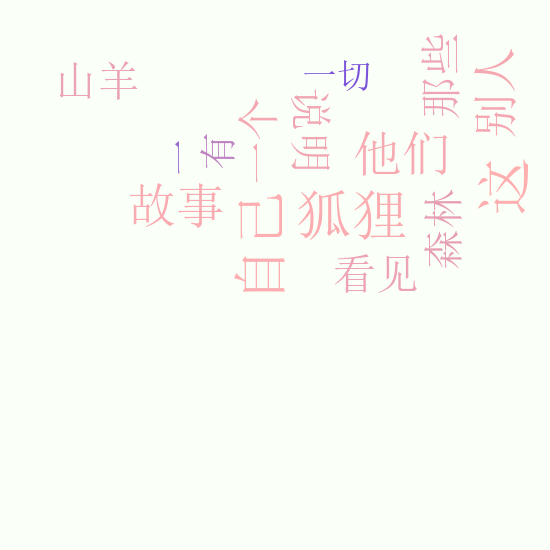 山羊
一切
那些
别人
一个
说明
一
有
他们
故事
自己
狐狸
森林
这
看见